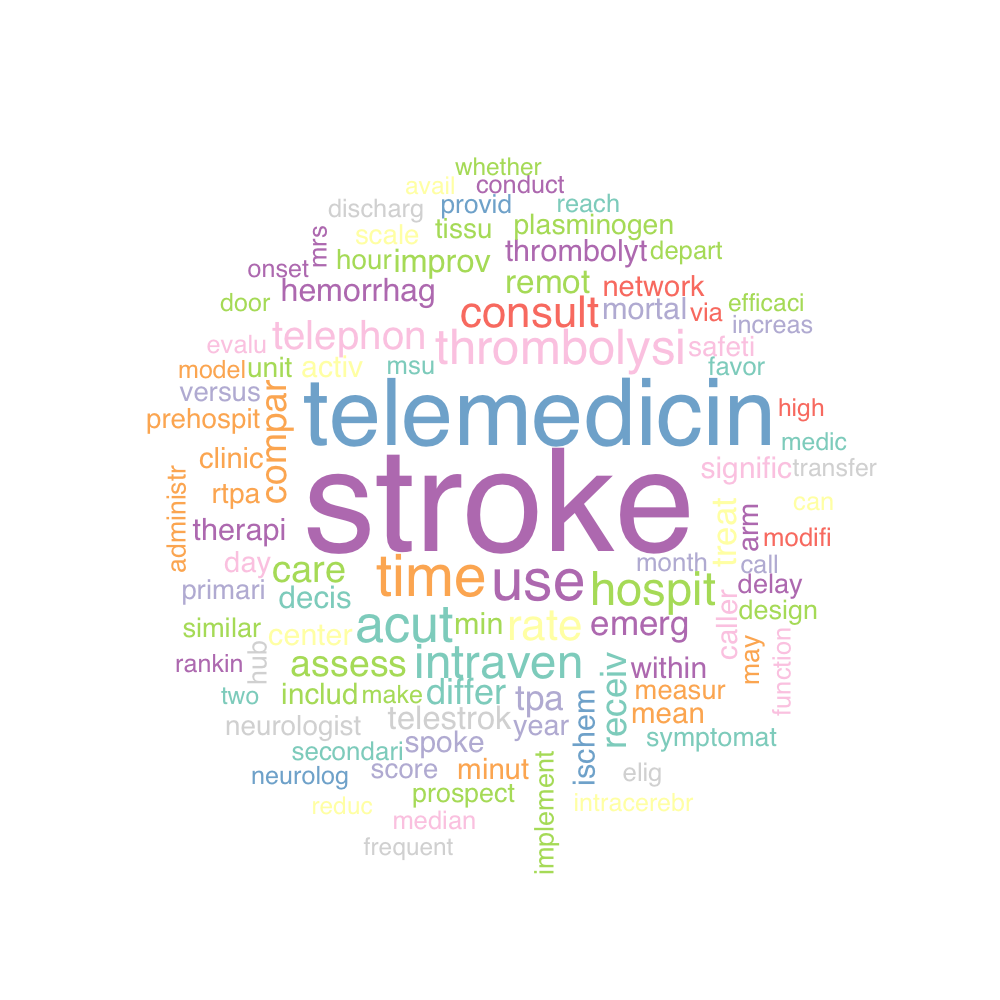 whether
avail conduct
discharg provid reach
mrs scale tissu plasminogen
onset hour improv thrombolyt depart
door hemorrhag remot network
telephon consult mortal via efficaci
increas
evalu thrombolysi safeti
model unit activ msu favor
versus compar telemedicin high
prehospit medic
clinic stroke signific transfer
administr rtpa can
therapi treat arm modifi
day care time use hospit month call
primari decis delay
similar center acut min rate emerg caller design
rankin hub assess intraven within may function
two includ make differ tpa receiv measur
neurologist telestrok year ischem mean
secondari spoke symptomat
neurolog score minut elig
reduc prospect implement intracerebr
median
frequent